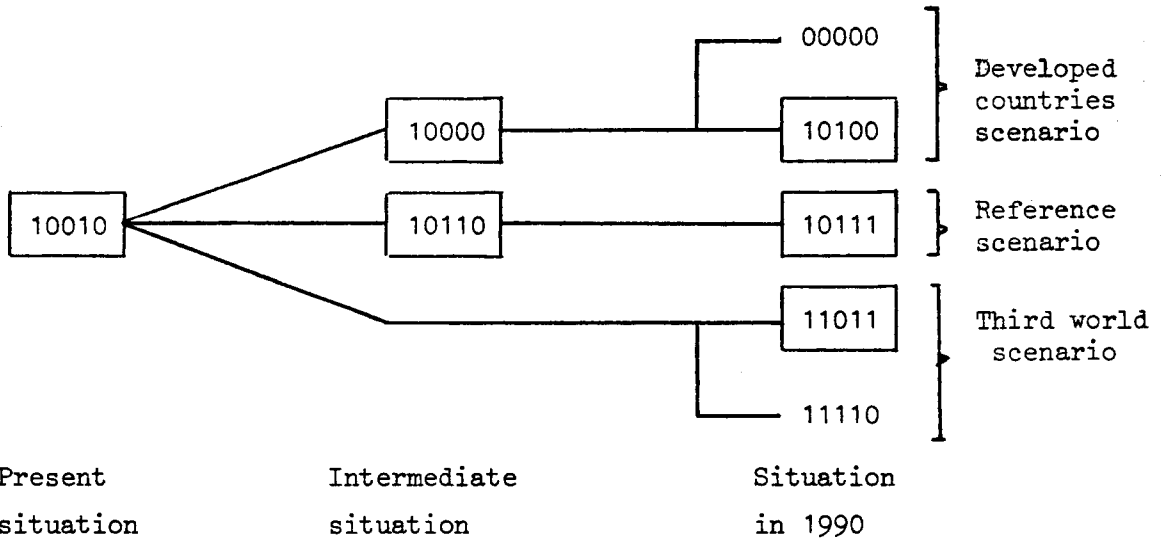 00000
Developed
countries
scenario
10000
10100
10010
10110
10111
Reference
scenario
11011
Third world
scenario
11110
Present
situation
Intermediate
situation
Situation
in 1990